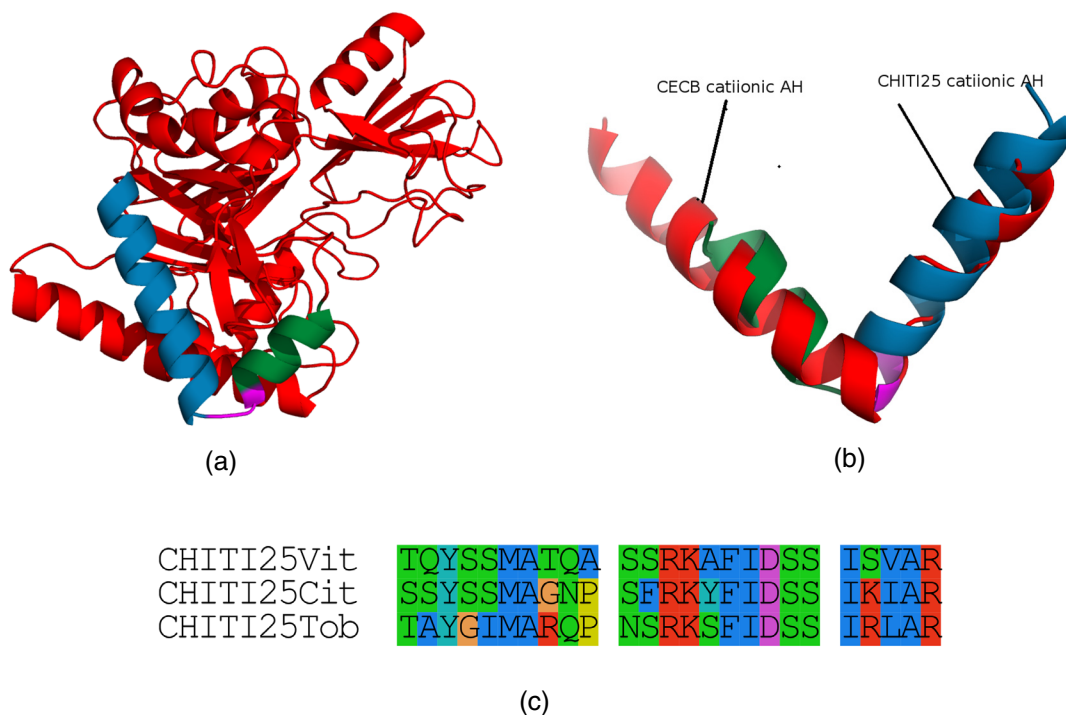 CECB catiionic AH
CHITI25 catiionic AH
(a)
(b)
CHITI25Vit TQYSSMATQA SSRKAFIDSS ISVAR
CHITI25Cit SSYSSMAGNP SFRKYFIDSS IKIAR
CHITI25Tob TAYGIMARQP NSRKSFIDSS IRLAR
(c)